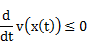 d/dt v(x(t)) ≤ 0